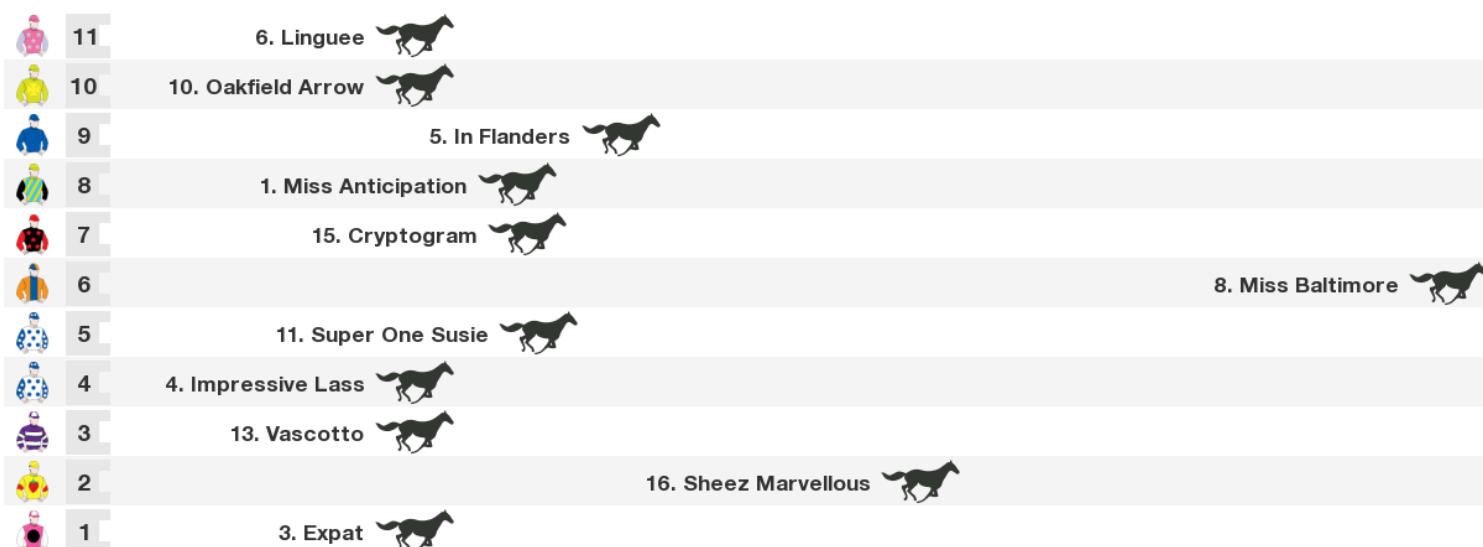 11 6. Linguee
10 10. Oakfield Arrow
9 5. In Flanders
8 1. Miss Anticipation
7 15. Cryptogram
6 8. Miss Baltimore
5 11. Super One Susie
4 4. Impressive Lass
3 13. Vascotto
2 16. Sheez Marvellous
1 3. Expat